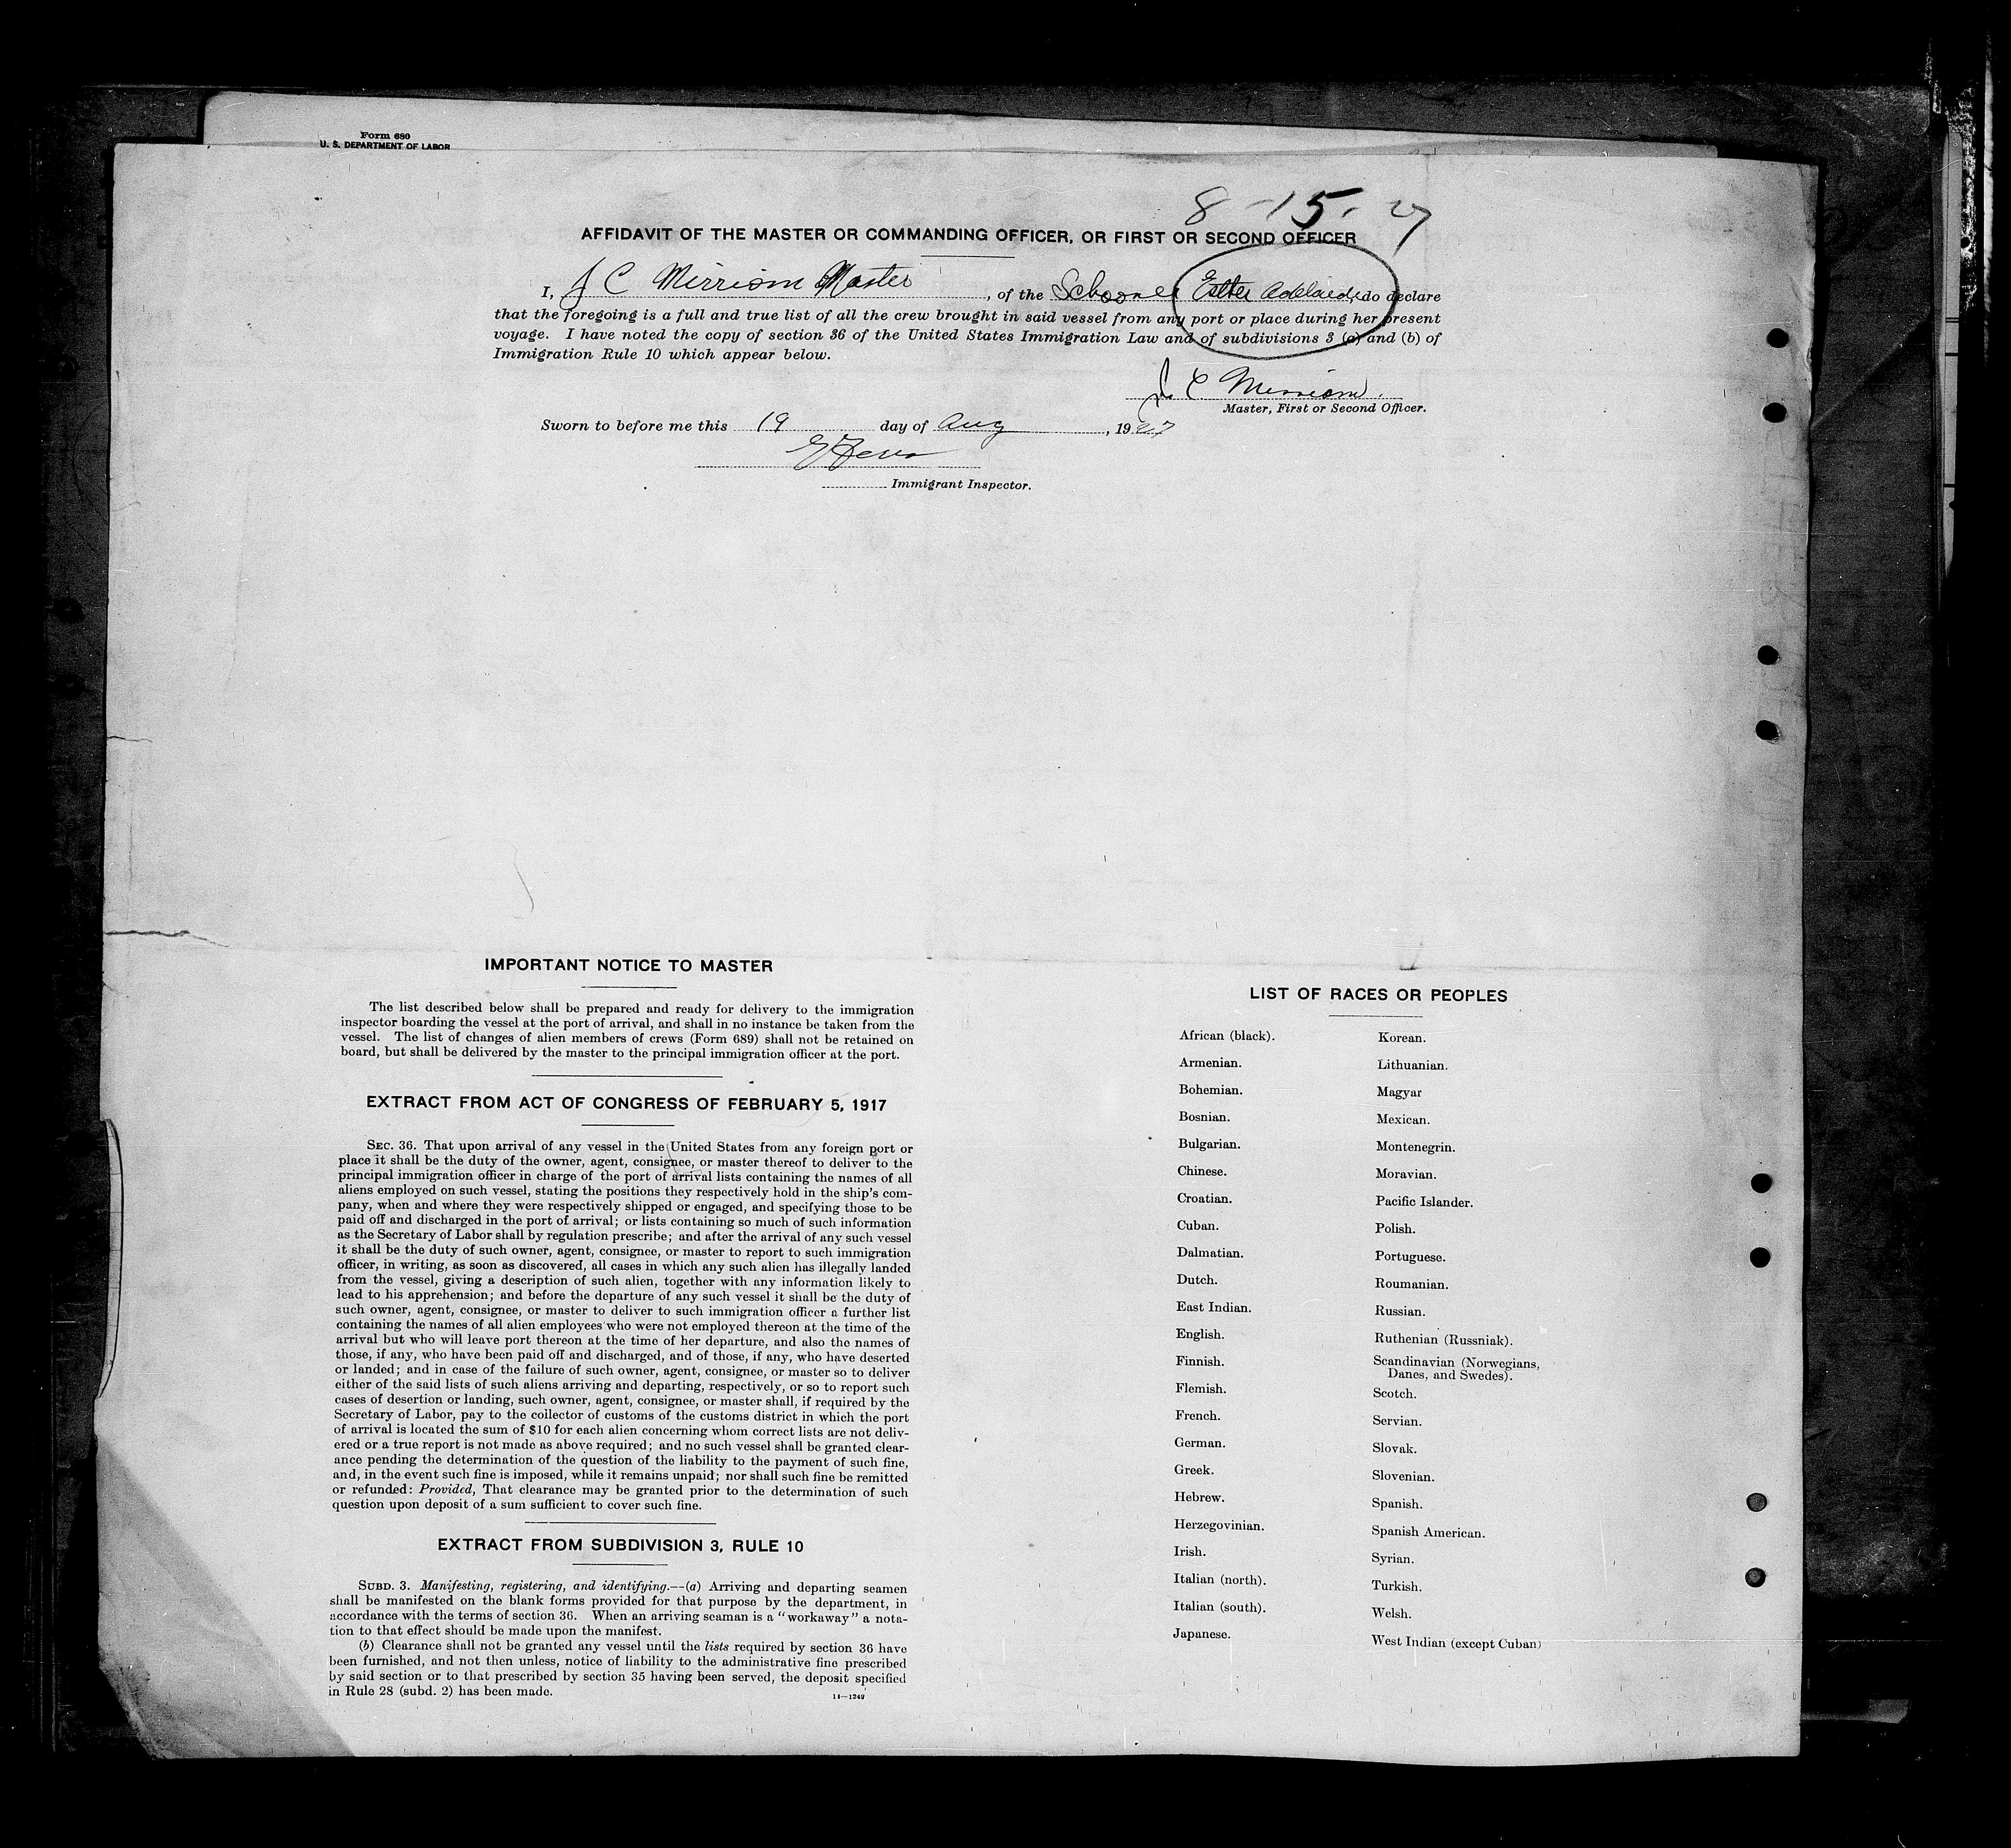 Form 680
U. S. DEPARTMENT OF LABOR
8-15-27
AFFIDAVIT OF THE MASTER OR COMMANDING OFFICER, OR FIRST OR SECOND OFFICER
I, J C Merriam Master, of the Schooner Esther Adelaide, do declare
that the foregoing is a full and true list of all the crew brought in said vessel from any port or place during her present
voyage. I have noted the copy of section 36 of the United States Immigration Law and of subdivisions 3 (a) and (b) of
Immigration Rule 10 which appear below.
J. C. Merriam.
Master, First or Second Officer.
Sworn to before me this 19 day of Aug, 1927
Immigrant Inspector.
IMPORTANT NOTICE TO MASTER
The list described below shall be prepared and ready for delivery to the immigration
inspector boarding the vessel at the port of arrival, and shall in no instance be taken from the
vessel. The list of changes of alien members of crews (Form 689) shall not be retained on
board, but shall be delivered by the master to the principal immigration officer at the port.
EXTRACT FROM ACT OF CONGRESS OF FEBRUARY 5, 1917
SEC. 36. That upon arrival of any vessel in the United States from any foreign port or
place it shall be the duty of the owner, agent, consignee, or master thereof to deliver to the
principal immigration officer in charge of the port of arrival lists containing the names of all
aliens employed on such vessel, stating the positions they respectively hold in the ship's com-
pany, when and where they were respectively shipped or engaged, and specifying those to be
paid off and discharged in the port of arrival; or lists containing so much of such information
as the Secretary of Labor shall by regulation prescribe; and after the arrival of any such vessel
it shall be the duty of such owner, agent, consignee, or master to report to such immigration
officer, in writing, as soon as discovered, all cases in which any such alien has illegally landed
from the vessel, giving a description of such alien, together with any information likely to
lead to his apprehension; and before the departure of any such vessel it shall be the duty of
such owner, agent, consignee, or master to deliver to such immigration officer a further list
containing the names of all alien employees who were not employed thereon at the time of the
arrival but who will leave port thereon at the time of her departure, and also the names of
those, if any, who have been paid off and discharged, and of those, if any, who have deserted
or landed; and in case of the failure of such owner, agent, consignee, or master so to deliver
either of the said lists of such aliens arriving and departing, respectively, or so to report such
cases of desertion or landing, such owner, agent, consignee, or master shall, if required by the
Secretary of Labor, pay to the collector of customs of the customs district in which the port
of arrival is located the sum of $10 for each alien concerning whom correct lists are not deliv-
ered or a true report is not made as above required; and no such vessel shall be granted clear-
ance pending the determination of the question of the liability to the payment of such fine,
and, in the event such fine is imposed, while it remains unpaid; nor shall such fine be remitted
or refunded: Provided, That clearance may be granted prior to the determination of such
question upon deposit of a sum sufficient to cover such fine.
EXTRACT FROM SUBDIVISION 3, RULE 10
SUBD. 3. Manifesting, registering, and identifying.—(a) Arriving and departing seamen
shall be manifested on the blank forms provided for that purpose by the department, in
accordance with the terms of section 36. When an arriving seaman is a "workaway" a nota-
tion to that effect should be made upon the manifest.
(b) Clearance shall not be granted any vessel until the lists required by section 36 have
been furnished, and not then unless, notice of liability to the administrative fine prescribed
by said section or to that prescribed by section 35 having been served, the deposit specified
in Rule 28 (subd. 2) has been made.
14—1249
LIST OF RACES OR PEOPLES
African (black).
Armenian.
Bohemian.
Bosnian.
Bulgarian.
Chinese.
Croatian.
Cuban.
Dalmatian.
Dutch.
East Indian.
English.
Finnish.
Flemish.
French.
German.
Greek.
Hebrew.
Herzegovinian.
Irish.
Italian (north).
Italian (south).
Japanese.
Korean.
Lithuanian.
Magyar
Mexican.
Montenegrin.
Moravian.
Pacific Islander.
Polish.
Portuguese.
Roumanian.
Russian.
Ruthenian (Russniak).
Scandinavian (Norwegians,
Danes, and Swedes).
Scotch.
Servian.
Slovak.
Slovenian.
Spanish.
Spanish American.
Syrian.
Turkish.
Welsh.
West Indian (except Cuban)